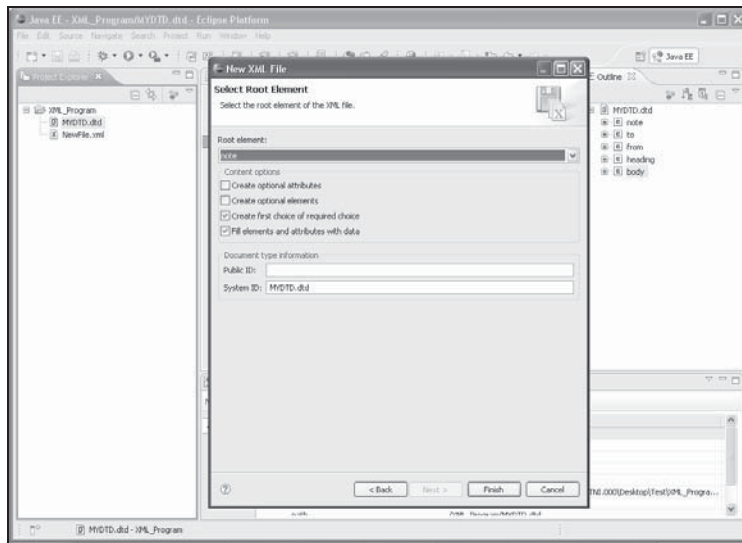 Java EE - XML_Program/MYDTD.dtd - Eclipse Platform
File Edit Source Navigate Search Project Run Window Help
Java EE
Project Explorer
XML_Program
MYDTD.dtd
NewFile.xml
New XML File
Select Root Element
Select the root element of the XML file.
Root element:
note
Content options
Create optional attributes
Create optional elements
Create first choice of required choice
Fill elements and attributes with data
Document type information
Public ID:
System ID: MYDTD.dtd
< Back Next > Finish Cancel
Outline
MYDTD.dtd
note
to
from
heading
body
MYDTD.dtd - XML_Program